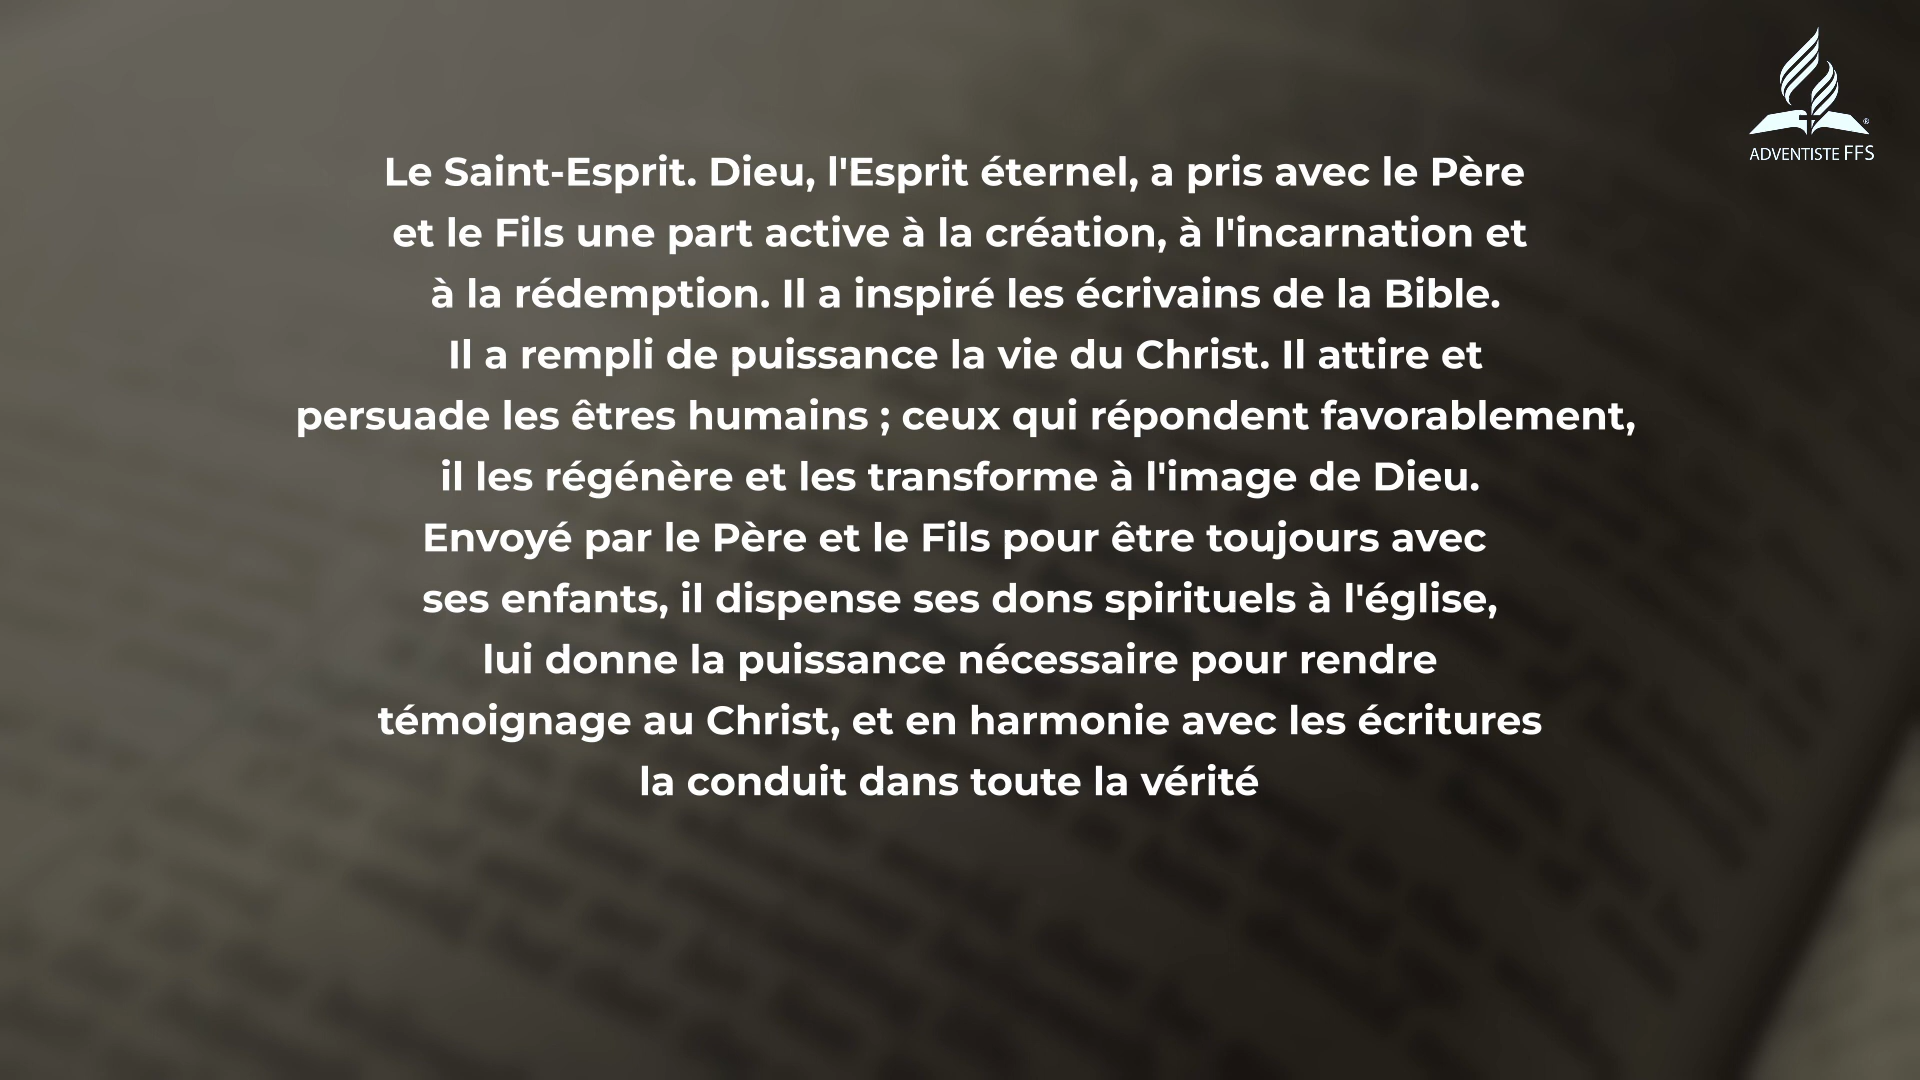 ADVENTISTE FFS
Le Saint-Esprit. Dieu, l'Esprit éternel, a pris avec le Père
et le Fils une part active à la création, à l'incarnation et
à la rédemption. Il a inspiré les écrivains de la Bible.
Il a rempli de puissance la vie du Christ. Il attire et
persuade les êtres humains ; ceux qui répondent favorablement,
il les régénère et les transforme à l'image de Dieu.
Envoyé par le Père et le Fils pour être toujours avec
ses enfants, il dispense ses dons spirituels à l'église,
lui donne la puissance nécessaire pour rendre
témoignage au Christ, et en harmonie avec les écritures
la conduit dans toute la vérité